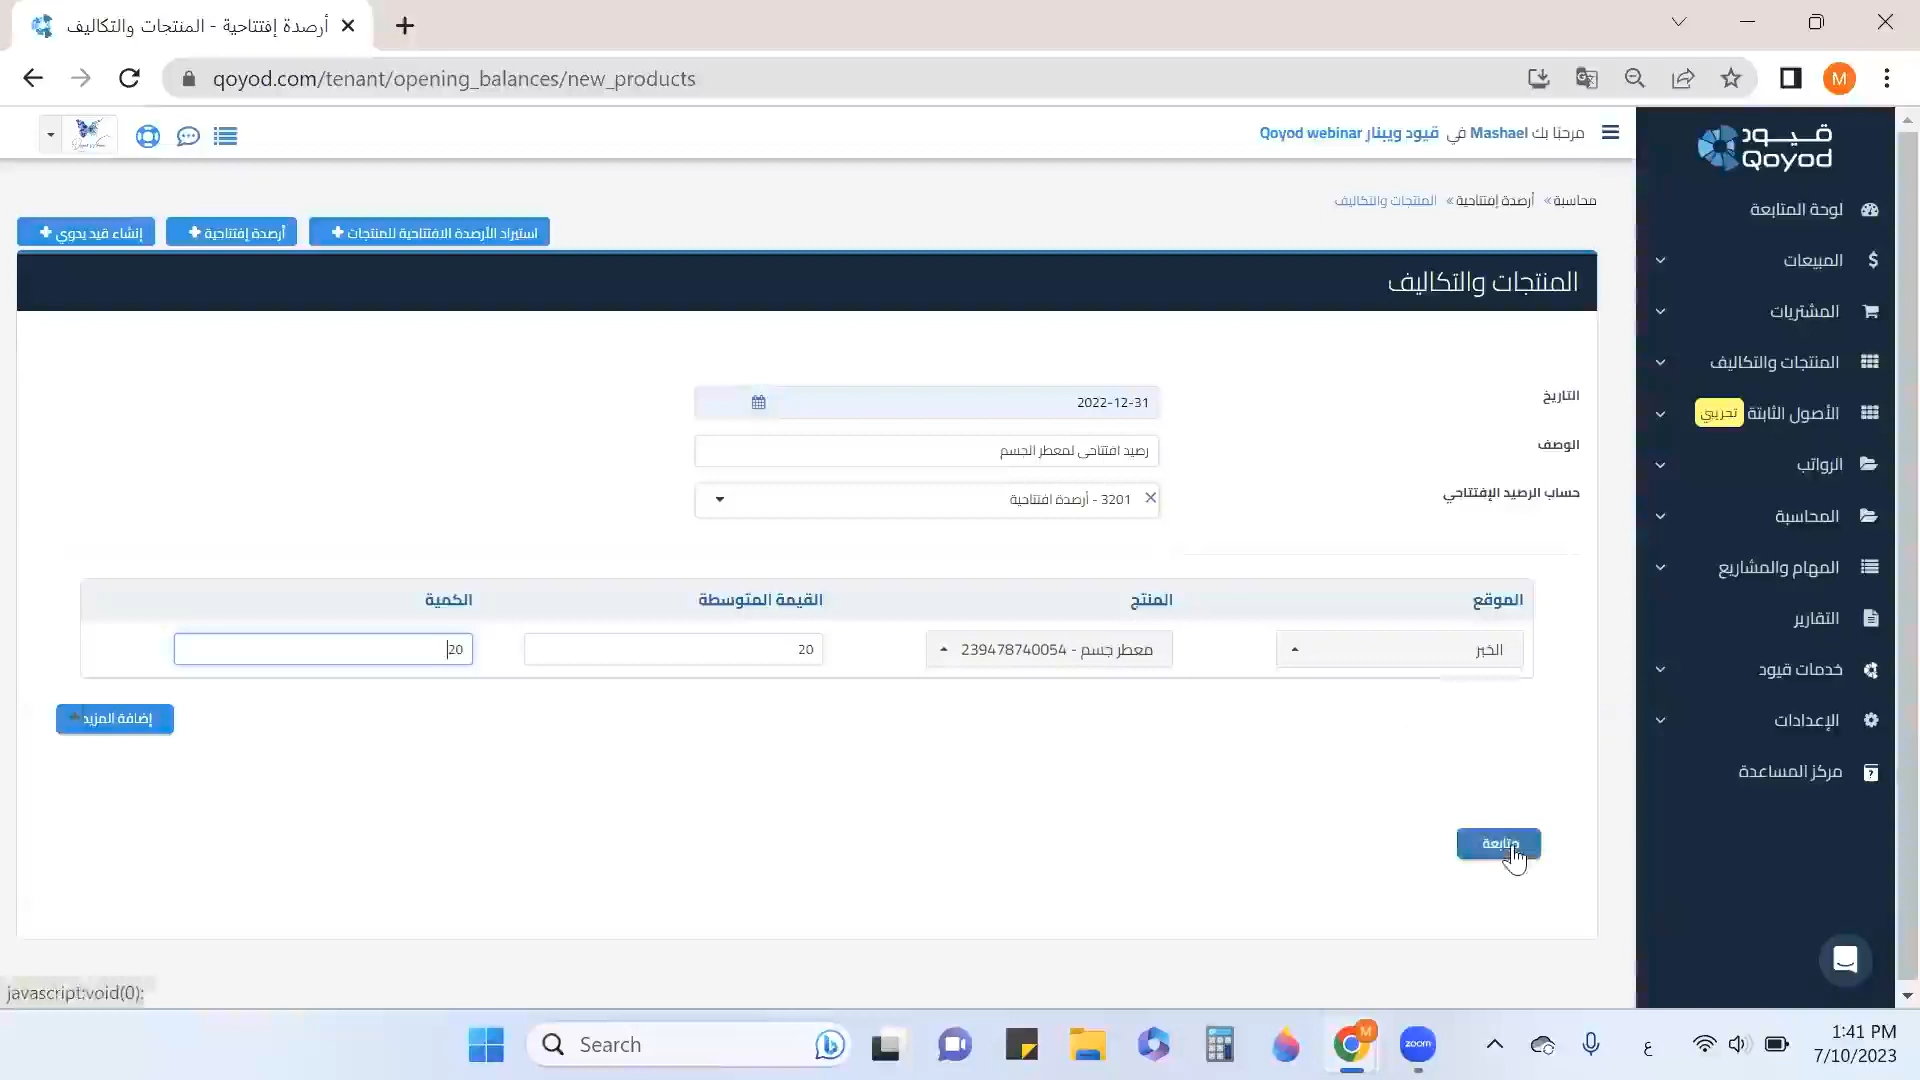 أرصدة إفتتاحية - المنتجات والتكاليف
qoyod.com/tenant/opening_balances/new_products
M
مرحبًا بك Mashael في قيود ويبنار Qoyod webinar
قيود
Qoyod
محاسبة » أرصدة إفتتاحية » المنتجات والتكاليف
استيراد الأرصدة الافتتاحية للمنتجات
أرصدة إفتتاحية
إنشاء قيد يدوي
المنتجات والتكاليف
التاريخ
2022-12-31
الوصف
رصيد افتتاحى لمعطر الجسم
حساب الرصيد الإفتتاحي
3201 - أرصدة افتتاحية
الموقع
المنتج
القيمة المتوسطة
الكمية
الخبر
معطر جسم - 239478740054
20
20
إضافة المزيد
متابعة
لوحة المتابعة
المبيعات
المشتريات
المنتجات والتكاليف
الأصول الثابتة تجريبي
الرواتب
المحاسبة
المهام والمشاريع
التقارير
خدمات قيود
الإعدادات
مركز المساعدة
javascript:void(0);
Search
M
zoom
ع
1:41 PM
7/10/2023